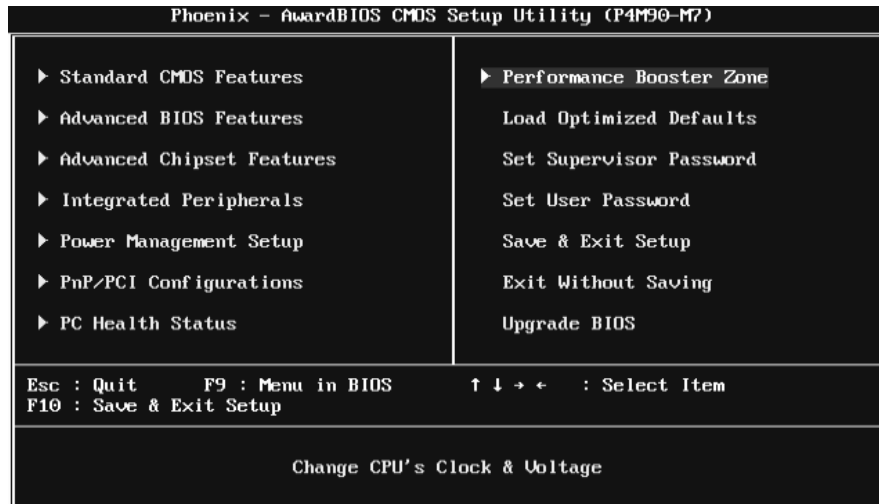 Phoenix - AwardBIOS CMOS Setup Utility (P4M90-M7)
▶ Standard CMOS Features
▶ Advanced BIOS Features
▶ Advanced Chipset Features
▶ Integrated Peripherals
▶ Power Management Setup
▶ PnP/PCI Configurations
▶ PC Health Status
▶ Performance Booster Zone
Load Optimized Defaults
Set Supervisor Password
Set User Password
Save & Exit Setup
Exit Without Saving
Upgrade BIOS
Esc : Quit F9 : Menu in BIOS ↑ ↓ → ← : Select Item
F10 : Save & Exit Setup
Change CPU's Clock & Voltage